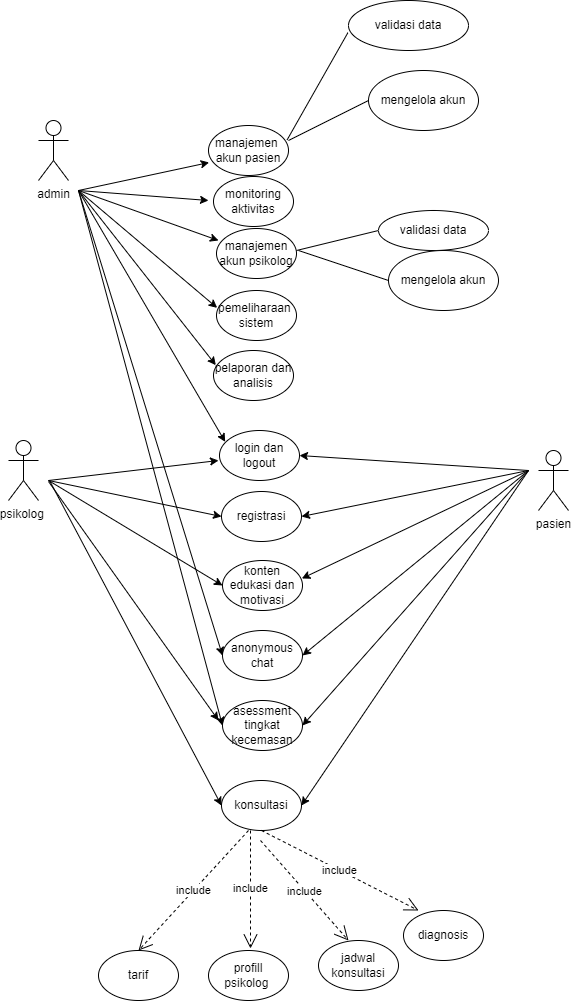 validasi data
mengelola akun
manajemen
akun pasien
admin
monitoring
aktivitas
manajemen
akun psikolog
validasi data
mengelola akun
pemeliharaan
sistem
pelaporan dan
analisis
login dan
logout
psikolog
registrasi
pasien
konten
edukasi dan
motivasi
anonymous
chat
asessment
tingkat
kecemasan
konsultasi
include
include
include
include
tarif
profill
psikolog
jadwal
konsultasi
diagnosis